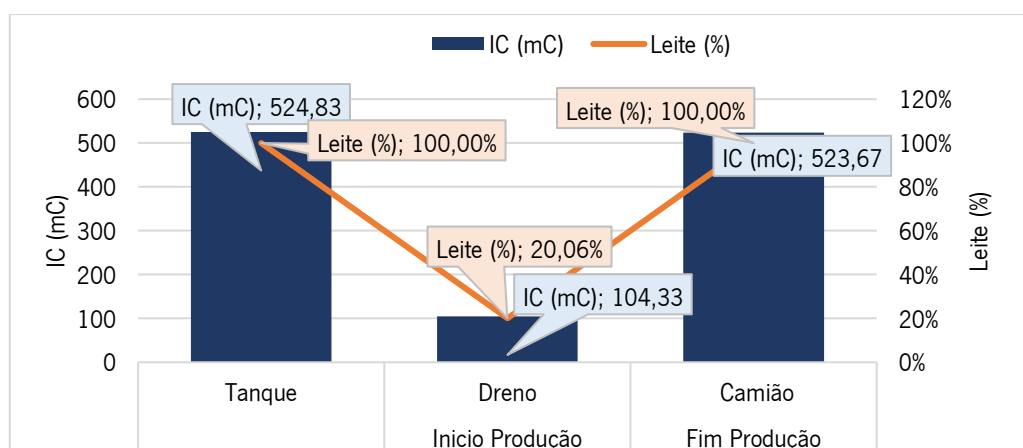 IC (mC) Leite (%)
600
500
400
300
200
100
0
IC (mC)
120%
100%
80%
60%
40%
20%
0%
Leite (%)
IC (mC); 524,83
Leite (%); 100,00%
Leite (%); 20,06%
IC (mC); 104,33
Leite (%); 100,00%
IC (mC); 523,67
Tanque Dreno Camião
Inicio Produção Fim Produção